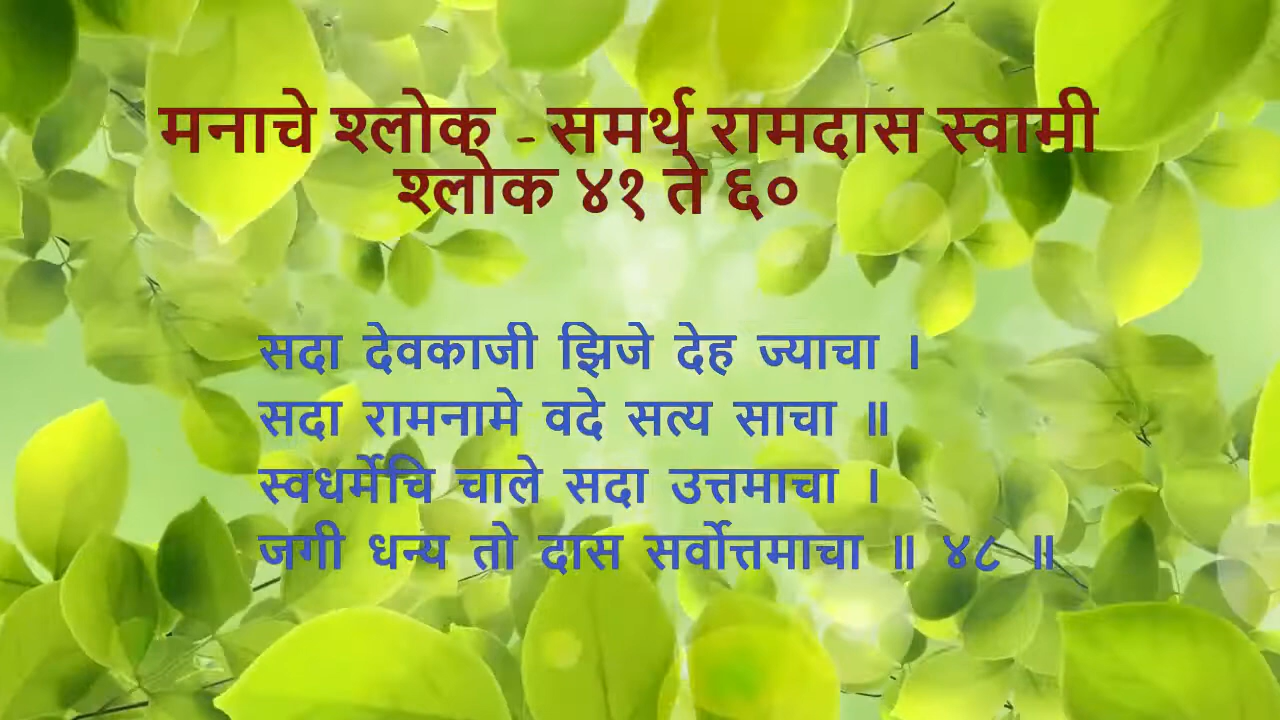 मनाचे श्लोक - समर्थ रामदास स्वामी
श्लोक ४१ ते ६०
सदा देवकाजी झिजे देह ज्याचा ।
सदा रामनामे वदे सत्य साचा ॥
स्वधर्मेचि चाले सदा उत्तमाचा ।
जगी धन्य तो दास सर्वोत्तमाचा ॥ ४८ ॥